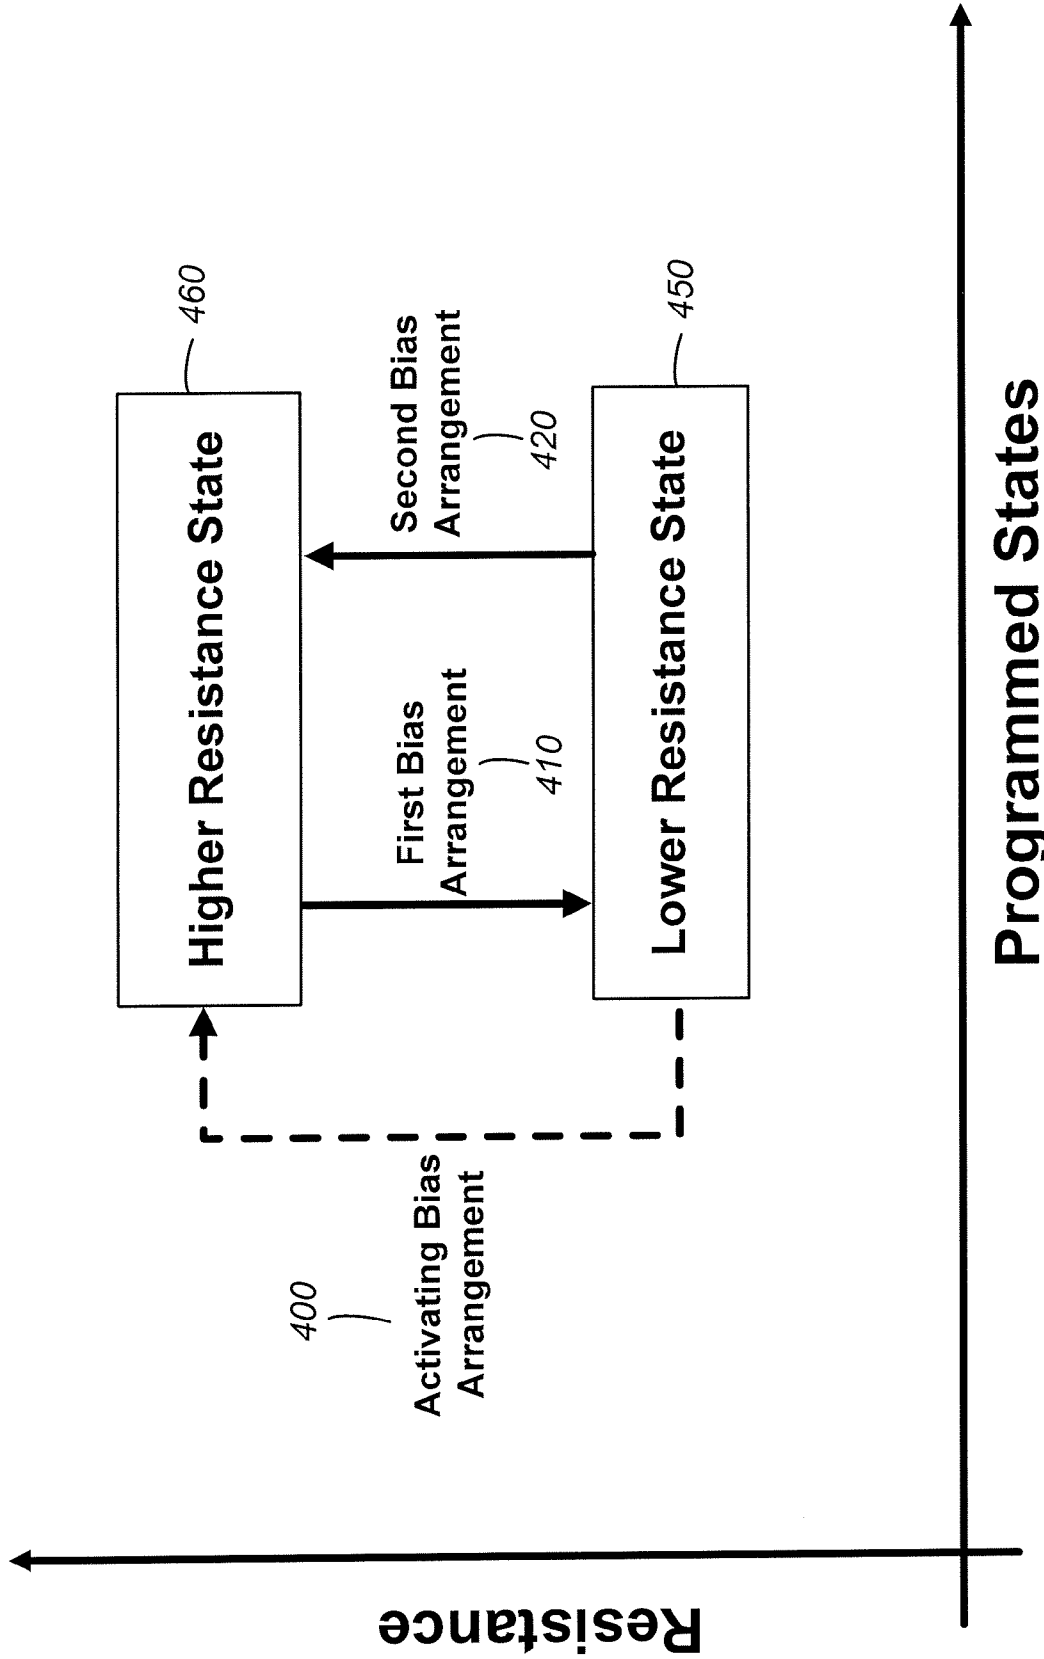 Resistance
Higher Resistance State
460
Activating Bias
Arrangement
400
First Bias
Arrangement
410
Second Bias
Arrangement
420
Lower Resistance State
450
Programmed States